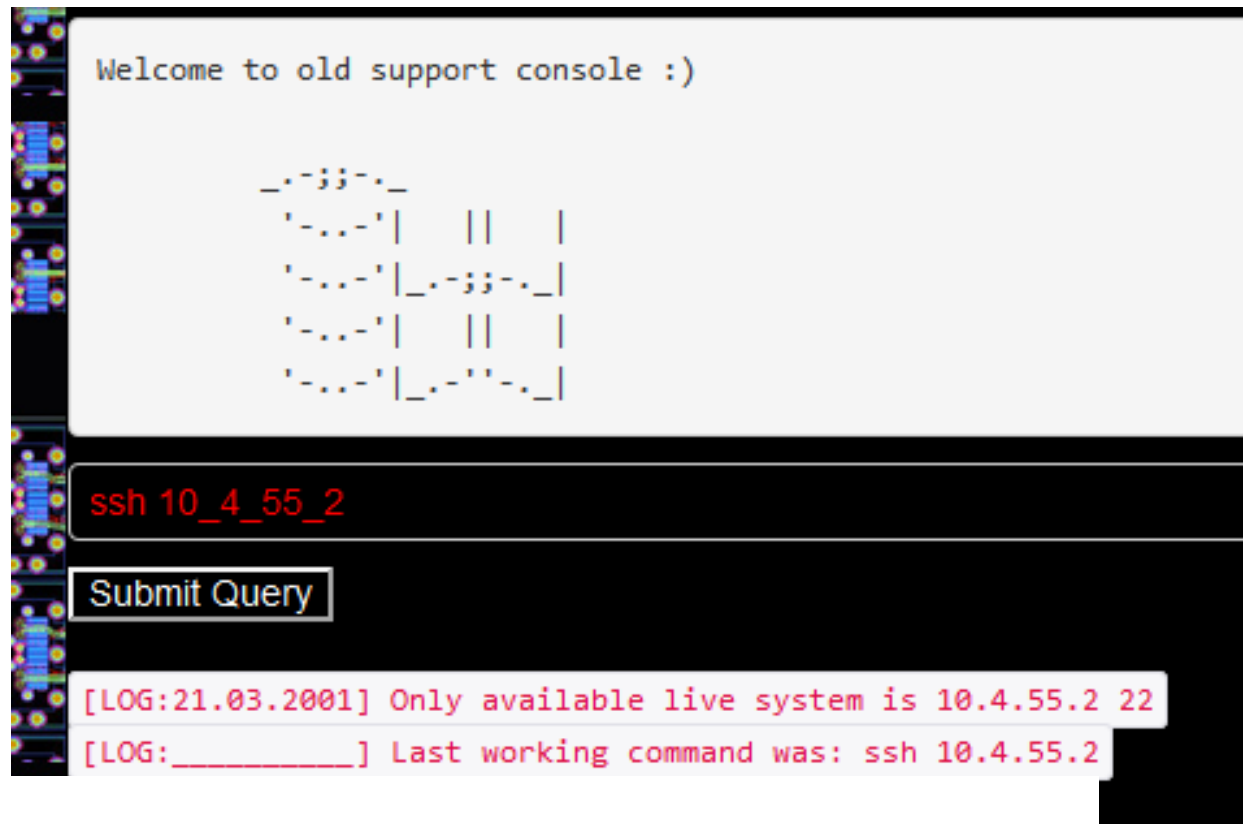 Welcome to old support console :)
_.-;;-._
'-..-'|   ||   |
'-..-'|_.-;;-._|
'-..-'|   ||   |
'-..-'|_.-''-._|
ssh 10_4_55_2
Submit Query
[LOG:21.03.2001] Only available live system is 10.4.55.2 22
[LOG:__________] Last working command was: ssh 10.4.55.2